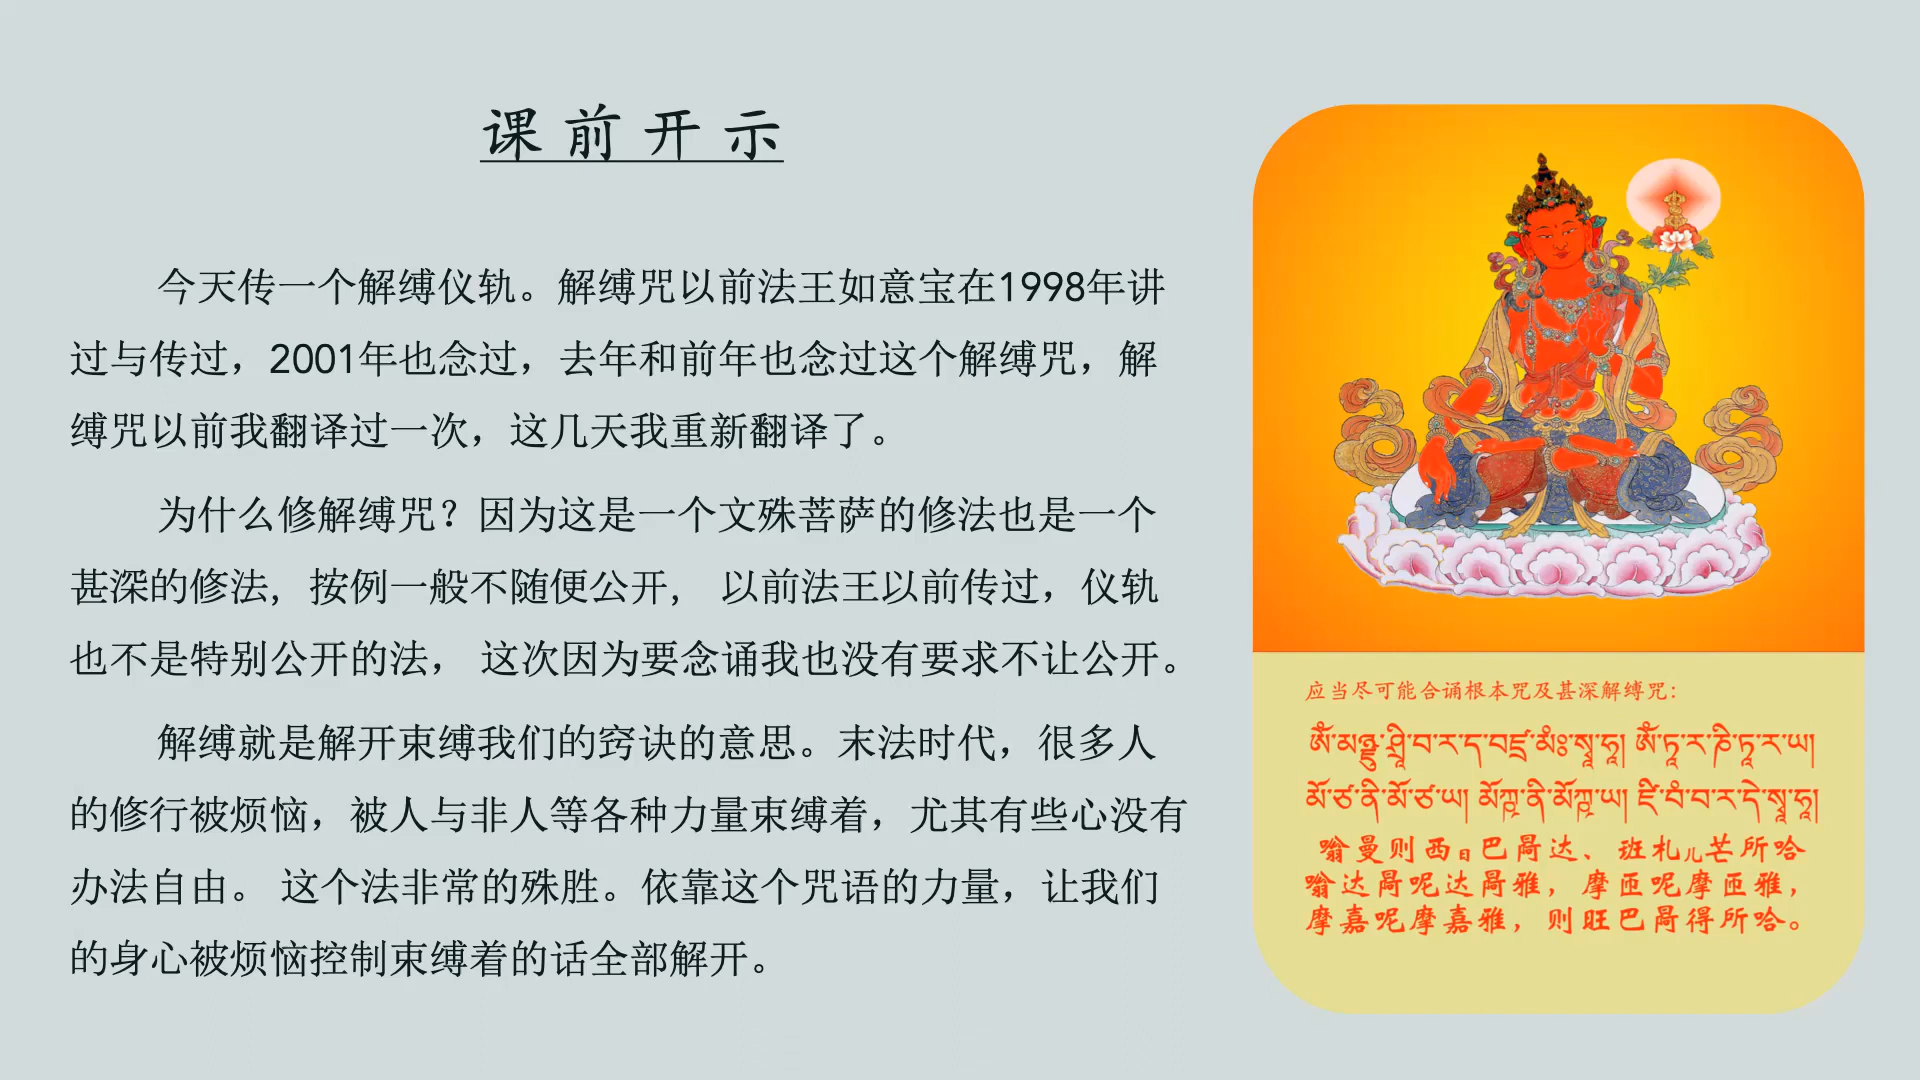 课前开示
今天传一个解缚仪轨。解缚咒以前法王如意宝在1998年讲
过与传过，2001年也念过，去年和前年也念过这个解缚咒，解
缚咒以前我翻译过一次，这几天我重新翻译了。
为什么修解缚咒？因为这是一个文殊菩萨的修法也是一个
甚深的修法, 按例一般不随便公开,  以前法王以前传过，仪轨
也不是特别公开的法， 这次因为要念诵我也没有要求不让公开。
解缚就是解开束缚我们的窍诀的意思。末法时代，很多人
的修行被烦恼，被人与非人等各种力量束缚着，尤其有些心没有
办法自由。 这个法非常的殊胜。依靠这个咒语的力量，让我们
的身心被烦恼控制束缚着的话全部解开。
应当尽可能合诵根本咒及甚深解缚咒：
嗡曼则西日巴咼达、班札儿芒所哈
嗡达咼呢达咼雅，摩匝呢摩匝雅，
摩嘉呢摩嘉雅，则旺巴咼得所哈。